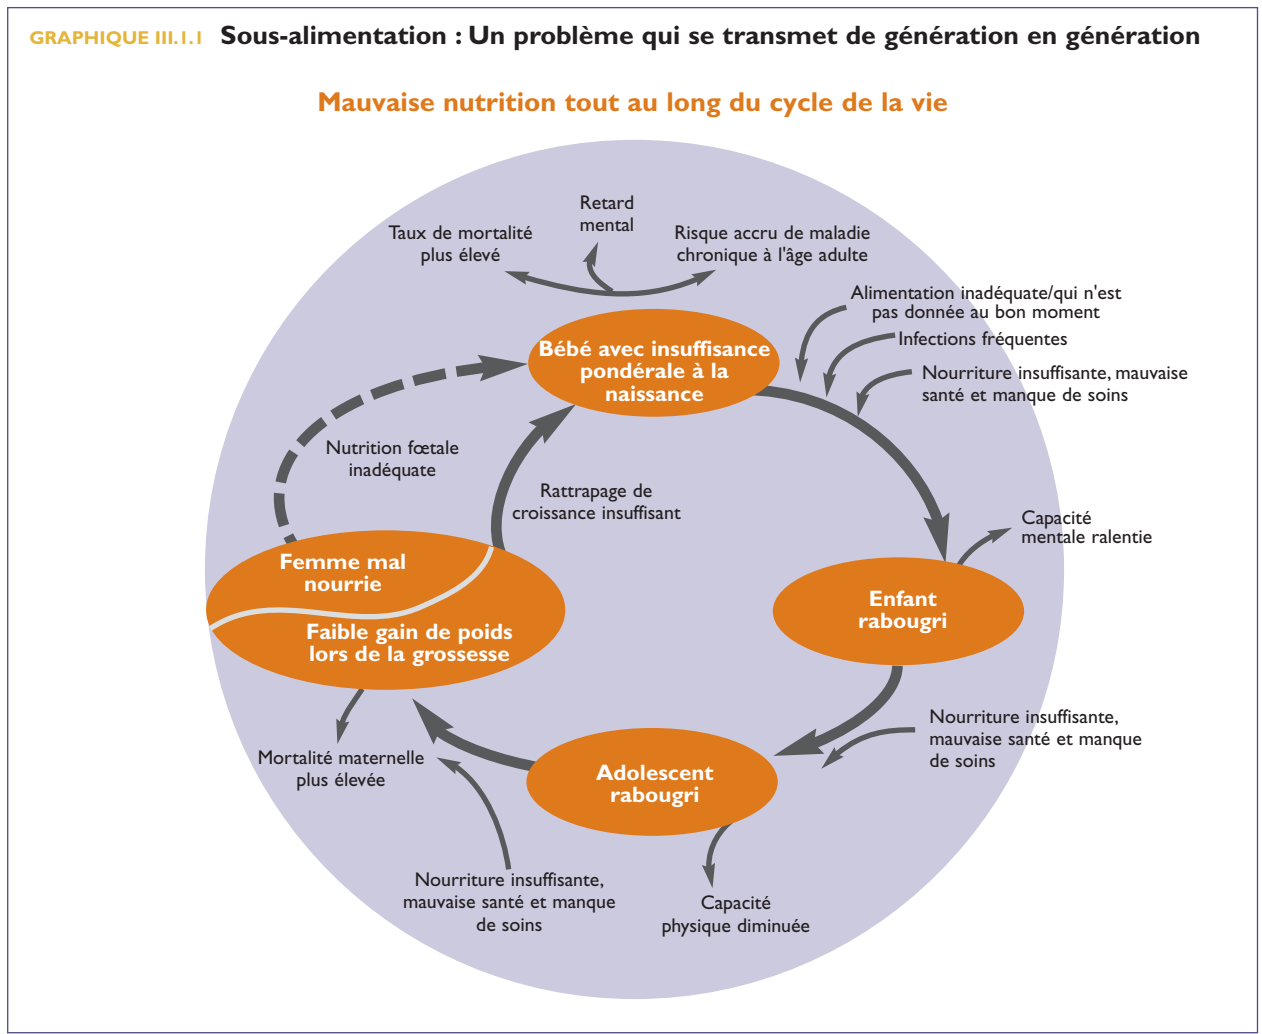 GRAPHIQUE III.1.1 Sous-alimentation : Un problème qui se transmet de génération en génération
Mauvaise nutrition tout au long du cycle de la vie
Retard
mental
Taux de mortalité
plus élevé
Risque accru de maladie
chronique à l'âge adulte
Alimentation inadéquate/qui n'est
pas donnée au bon moment
Infections fréquentes
Nourriture insuffisante, mauvaise
santé et manque de soins
Bébé avec insuffisance
pondérale à la
naissance
Nutrition fœtale
inadéquate
Rattrapage de
croissance insuffisant
Capacité
mentale ralentie
Femme mal
nourrie
Faible gain de poids
lors de la grossesse
Enfant
rabougri
Nourriture insuffisante,
mauvaise santé et manque
de soins
Mortalité maternelle
plus élevée
Adolescent
rabougri
Nourriture insuffisante,
mauvaise santé et manque
de soins
Capacité
physique diminuée